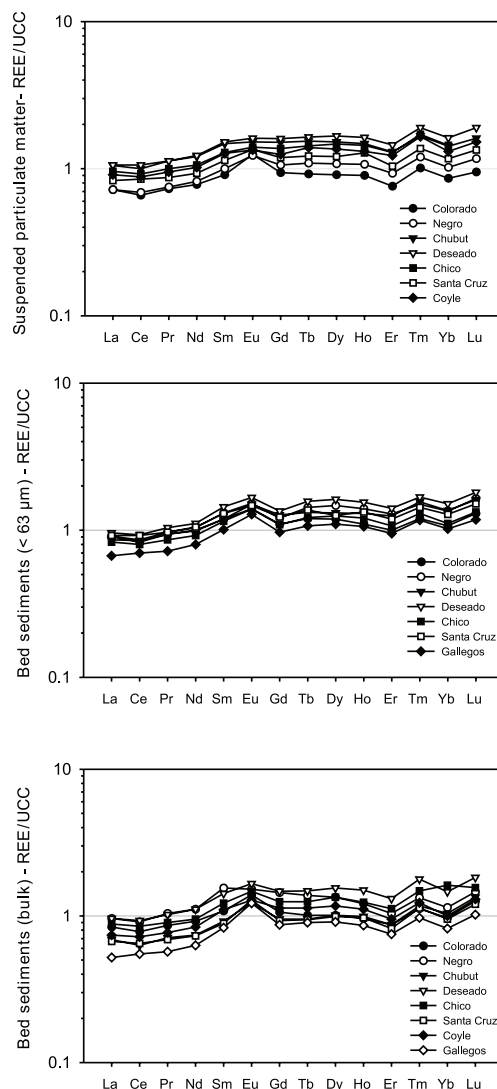 Suspended particulate matter- REE/UCC
10
1
0.1
La Ce Pr Nd Sm Eu Gd Tb Dy Ho Er Tm Yb Lu
Colorado
Negro
Chubut
Deseado
Chico
Santa Cruz
Coyle
Bed sediments (< 63 µm) - REE/UCC
10
1
0.1
La Ce Pr Nd Sm Eu Gd Tb Dy Ho Er Tm Yb Lu
Colorado
Negro
Chubut
Deseado
Chico
Santa Cruz
Gallegos
Bed sediments (bulk) - REE/UCC
10
1
0.1
La Ce Pr Nd Sm Eu Gd Tb Dy Ho Er Tm Yb Lu
Colorado
Negro
Chubut
Deseado
Chico
Santa Cruz
Coyle
Gallegos